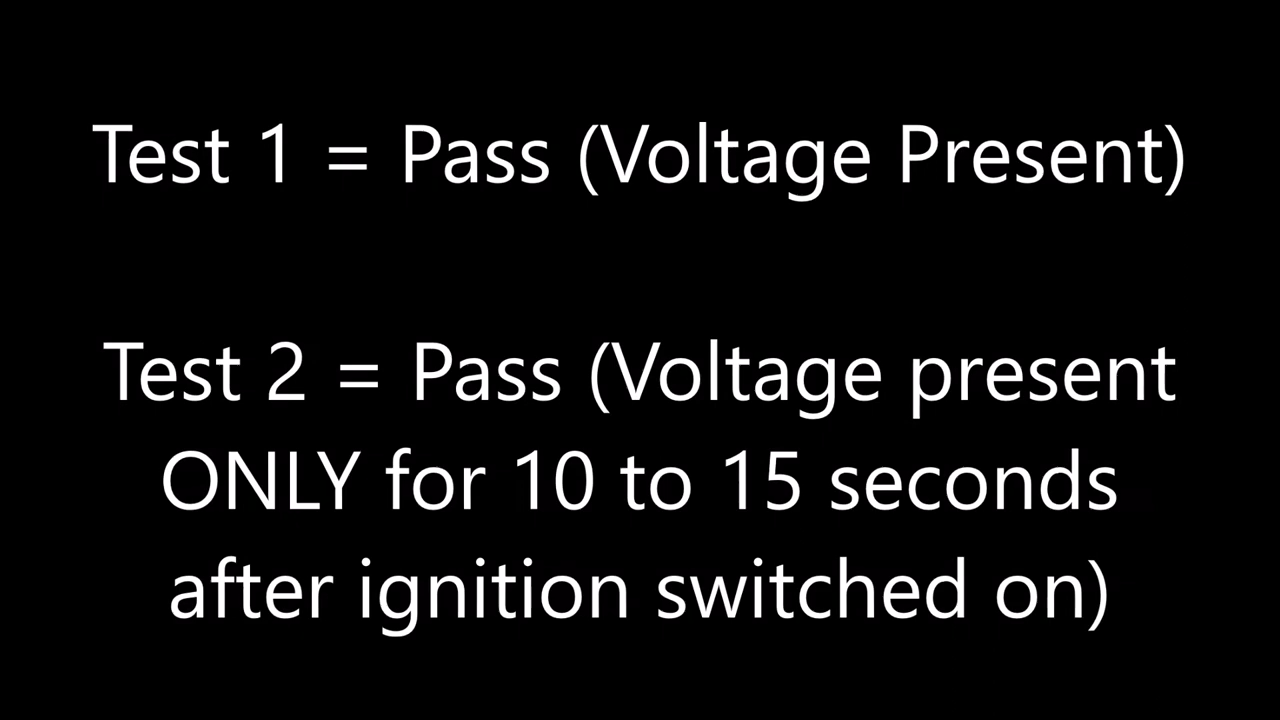 Test 1 = Pass (Voltage Present)
Test 2 = Pass (Voltage present
ONLY for 10 to 15 seconds
after ignition switched on)